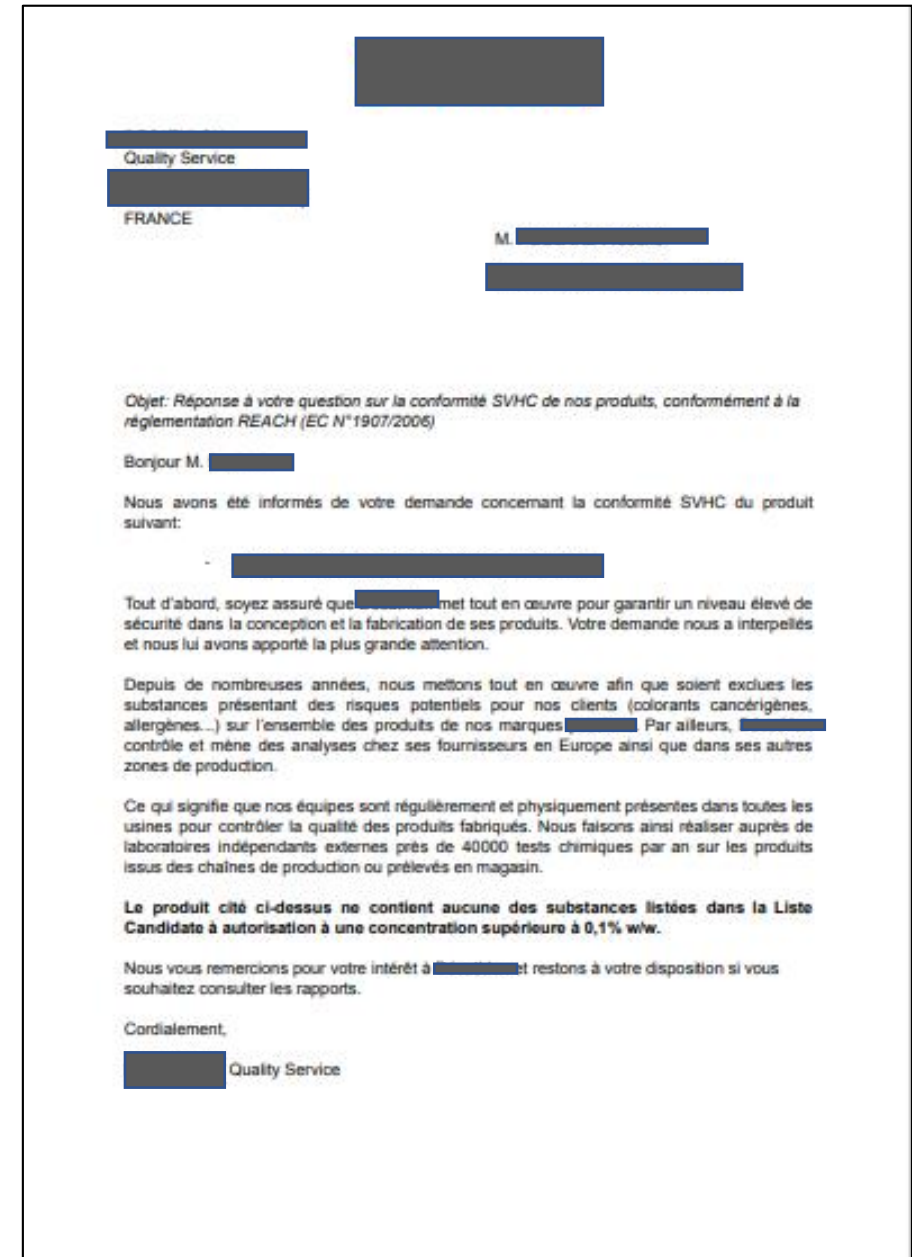 Quality Service
FRANCE
M.
Objet: Réponse à votre question sur la conformité SVHC de nos produits, conformément à la
réglementation REACH (EC N°1907/2006)
Bonjour M.
Nous avons été informés de votre demande concernant la conformité SVHC du produit
suivant:
-
Tout d'abord, soyez assuré que met tout en œuvre pour garantir un niveau élevé de
sécurité dans la conception et la fabrication de ses produits. Votre demande nous a interpellés
et nous lui avons apporté la plus grande attention.
Depuis de nombreuses années, nous mettons tout en œuvre afin que soient exclues les
substances présentant des risques potentiels pour nos clients (colorants cancérigènes,
allergènes...) sur l'ensemble des produits de nos marques . Par ailleurs,
contrôle et mène des analyses chez ses fournisseurs en Europe ainsi que dans ses autres
zones de production.
Ce qui signifie que nos équipes sont régulièrement et physiquement présentes dans toutes les
usines pour contrôler la qualité des produits fabriqués. Nous faisons ainsi réaliser auprès de
laboratoires indépendants externes près de 40000 tests chimiques par an sur les produits
issus des chaînes de production ou prélevés en magasin.
Le produit cité ci-dessus ne contient aucune des substances listées dans la Liste
Candidate à autorisation à une concentration supérieure à 0,1% w/w.
Nous vous remercions pour votre intérêt à et restons à votre disposition si vous
souhaitez consulter les rapports.
Cordialement,
Quality Service